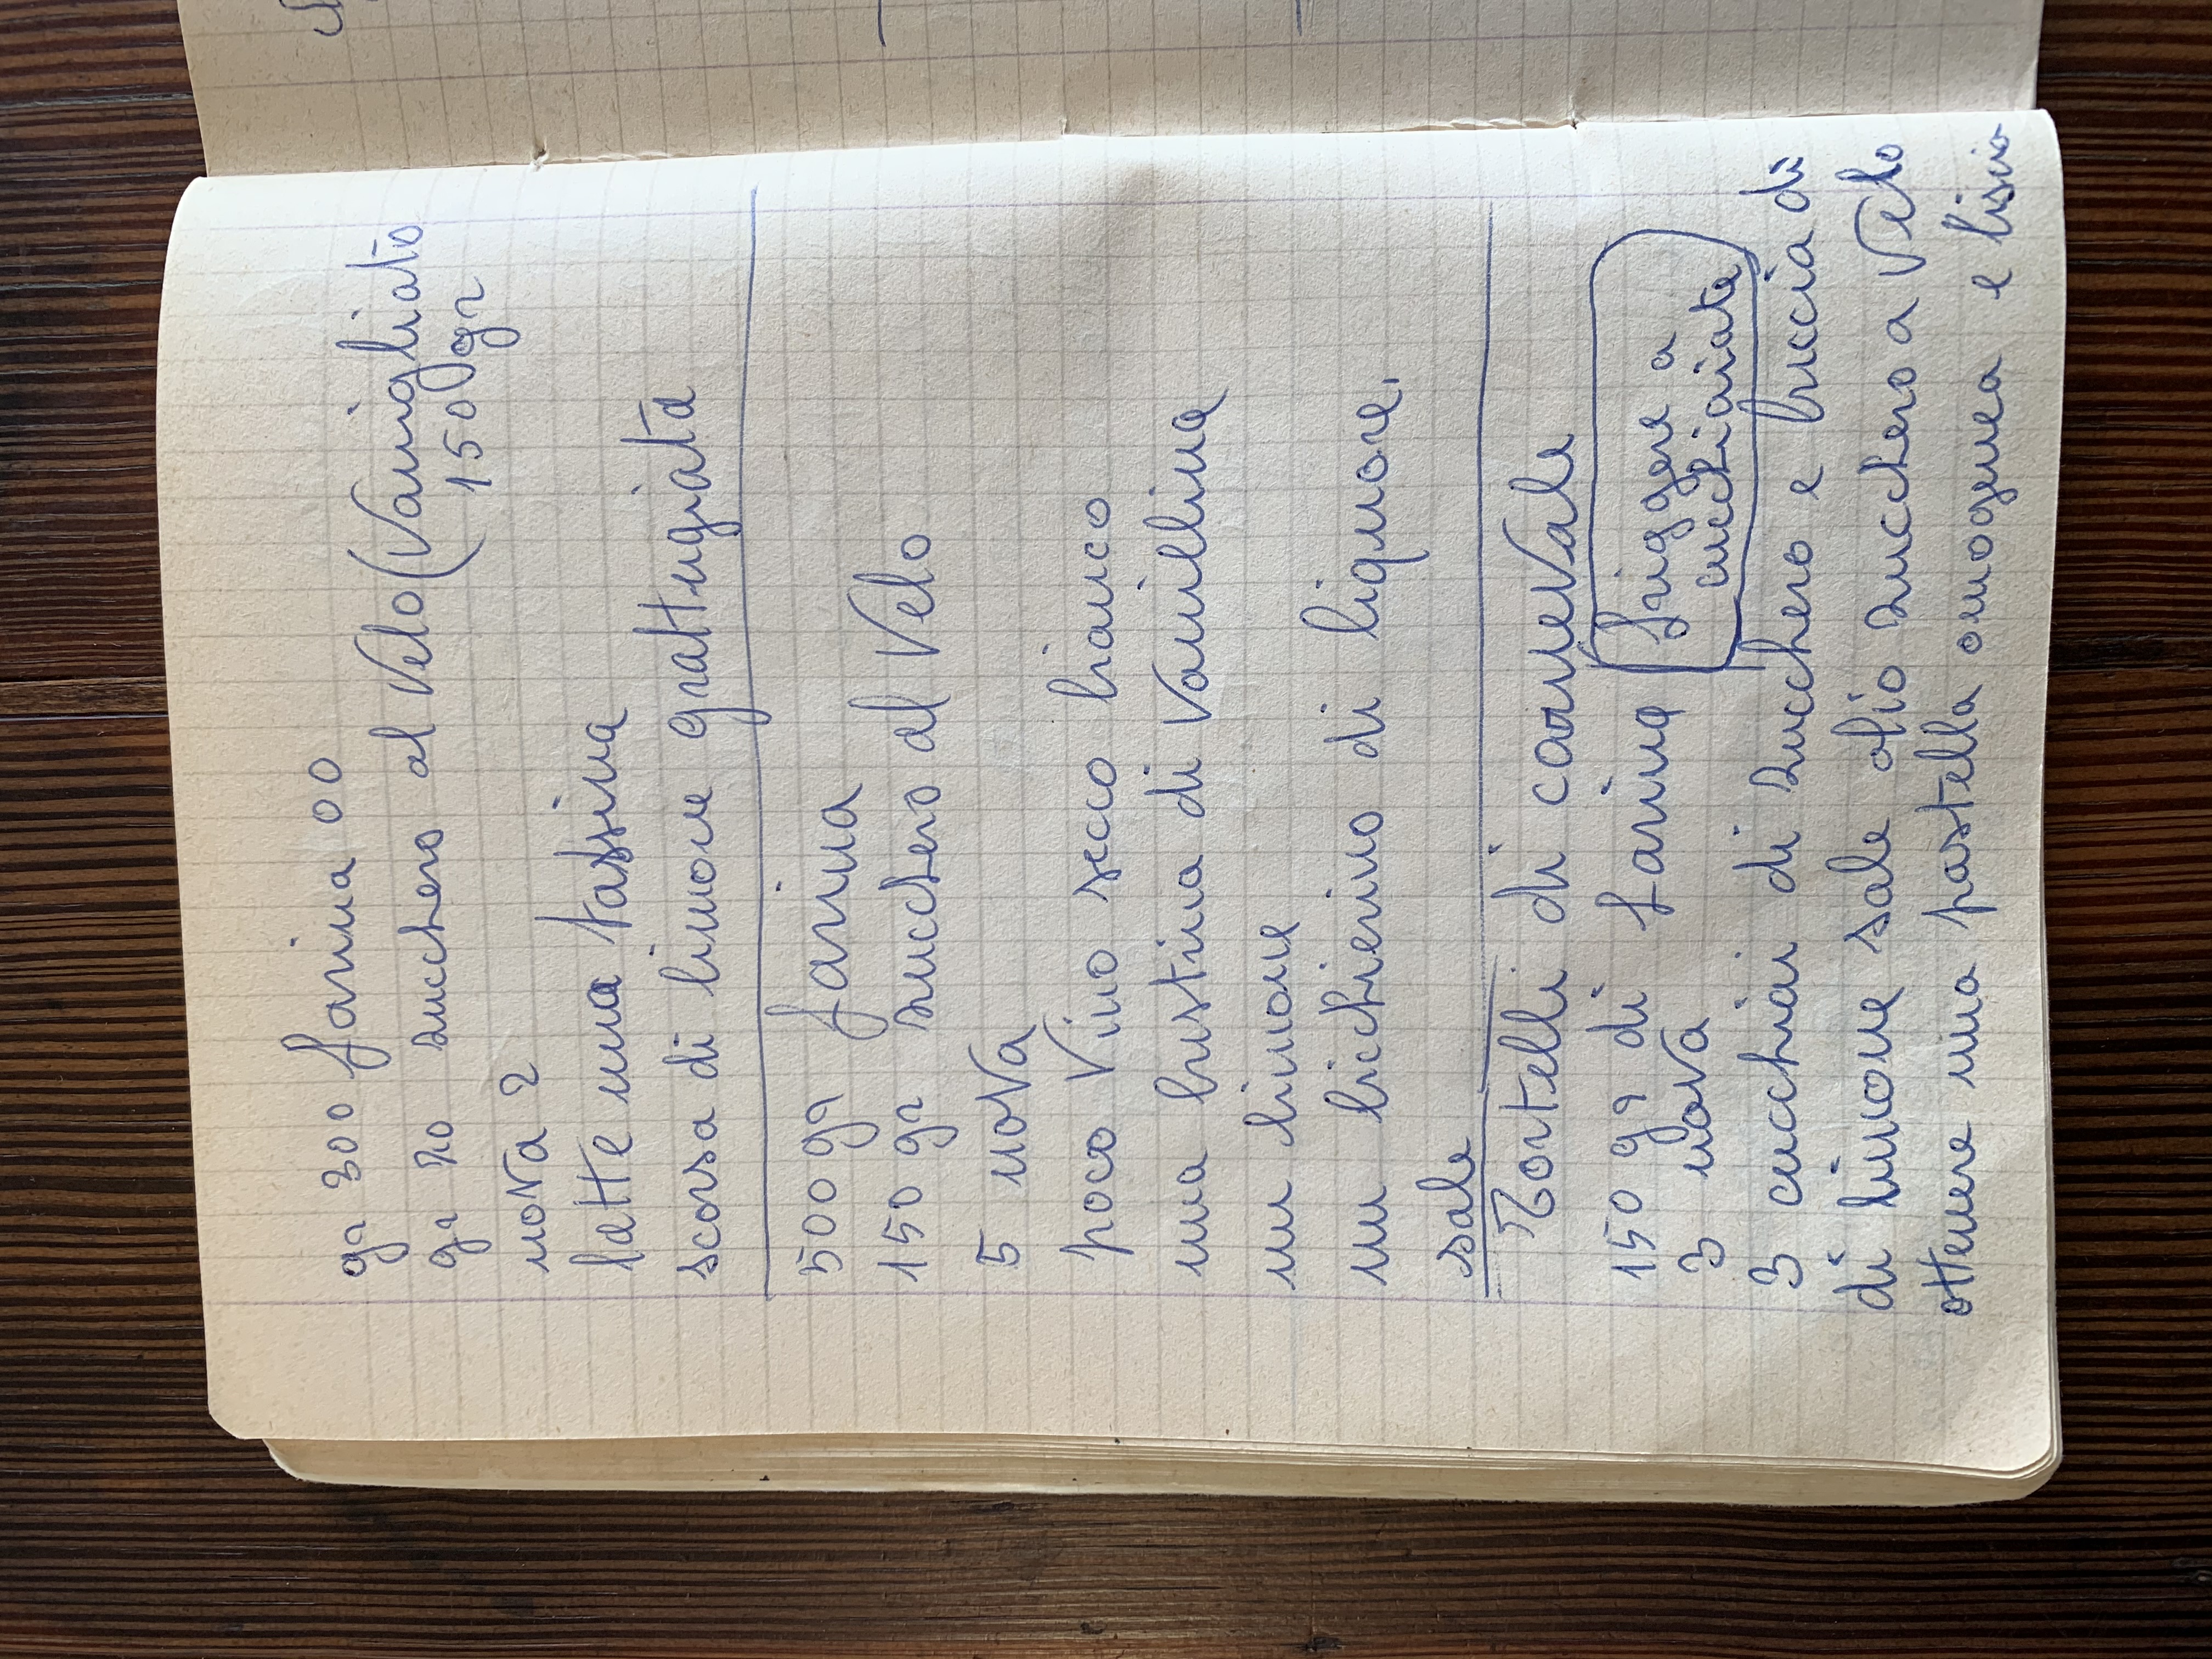 gr 300 farina 00
gr 20 zucchero al Velo (Vanigliato
150 gr
uova 2
latte una tassina
scorsa di limone grattugiata
500 gr farina
150 gr zucchero al Velo
5 uova
poco Vino secco bianco
una bustina di Vanillina
un limone
un bicchierino di liquore.
sale
Tortelli di carnevale
150 gr di farina
friggere a
cucchiaiate
3 uova
3 cucchiai di zucchero e buccia di
di limone sale olio zucchero a Velo
ottenere una pastella omogenea e liscia